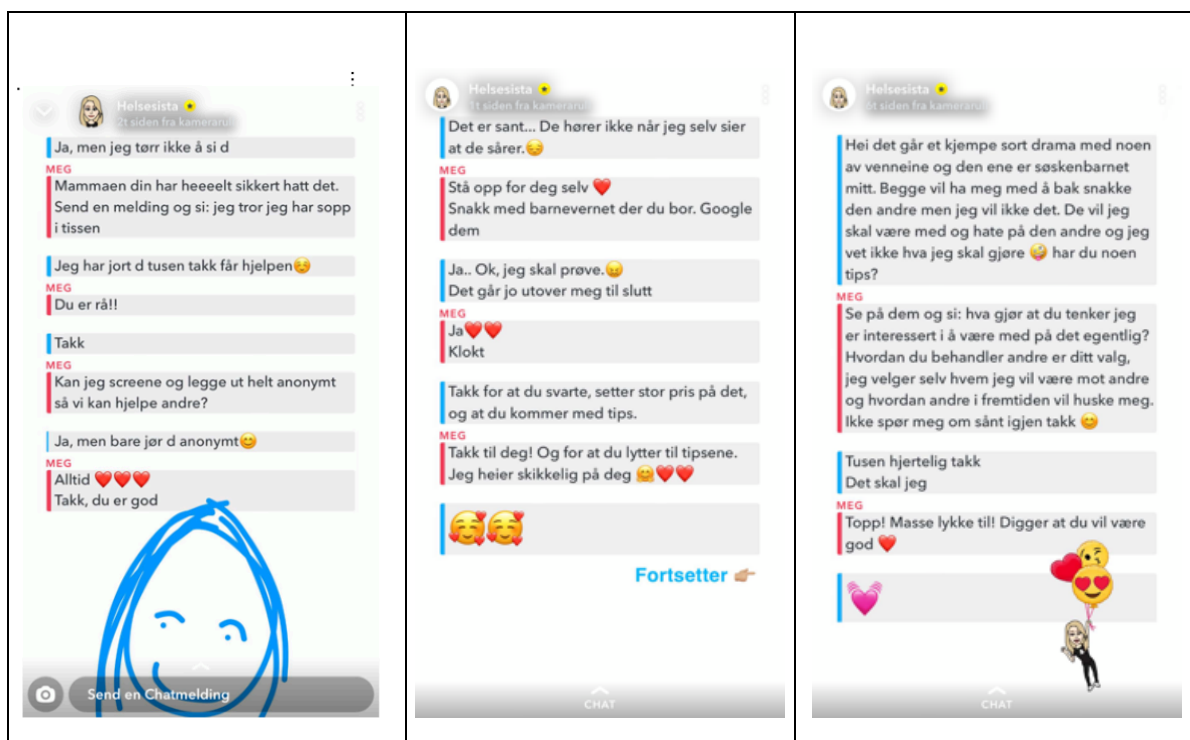 Helsesista
2t siden fra kamerarull
Ja, men jeg tørr ikke å si d
MEG
Mammaen din har heeeelt sikkert hatt det.
Send en melding og si: jeg tror jeg har sopp
i tissen
Jeg har jort d tusen takk får hjelpen☺️
MEG
Du er rå!!
Takk
MEG
Kan jeg screene og legge ut helt anonymt
så vi kan hjelpe andre?
Ja, men bare jør d anonymt😊
MEG
Alltid ❤️❤️❤️
Takk, du er god
Send en Chatmelding
Helsesista
1t siden fra kamerarull
Det er sant... De hører ikke når jeg selv sier
at de sårer.😔
MEG
Stå opp for deg selv ❤️
Snakk med barnevernet der du bor. Google
dem
Ja.. Ok, jeg skal prøve.😖
Det går jo utover meg til slutt
MEG
Ja❤️❤️
Klokt
Takk for at du svarte, setter stor pris på det,
og at du kommer med tips.
MEG
Takk til deg! Og for at du lytter til tipsene.
Jeg heier skikkelig på deg 🤗❤️❤️
🥰🥰
Fortsetter 👉🏼
CHAT
Helsesista
6t siden fra kamerarull
Hei det går et kjempe sort drama med noen
av venneine og den ene er søskenbarnet
mitt. Begge vil ha meg med å bak snakke
den andre men jeg vil ikke det. De vil jeg
skal være med og hate på den andre og jeg
vet ikke hva jeg skal gjøre 🤪 har du noen
tips?
MEG
Se på dem og si: hva gjør at du tenker jeg
er interessert i å være med på det egentlig?
Hvordan du behandler andre er ditt valg,
jeg velger selv hvem jeg vil være mot andre
og hvordan andre i fremtiden vil huske meg.
Ikke spør meg om sånt igjen takk 😊
Tusen hjertelig takk
Det skal jeg
MEG
Topp! Masse lykke til! Digger at du vil være
god ❤️
💓
CHAT